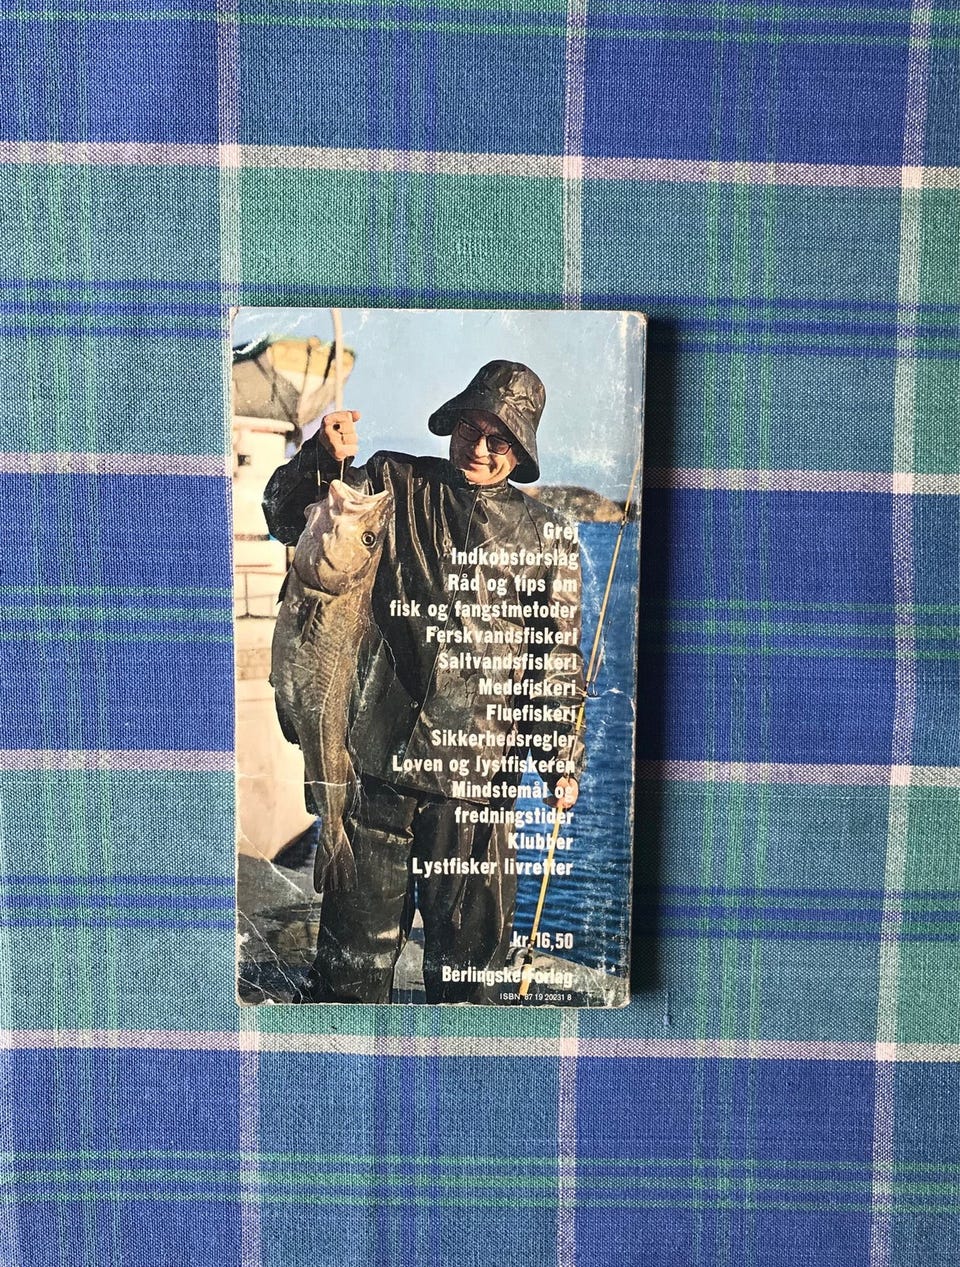 Grej
Indkøbsforslag
Råd og tips om
fisk og fangstmetoder
Ferskvandsfiskeri
Saltvandsfiskeri
Medefiskeri
Fluefiskeri
Sikkerhedsregler
Loven og lystfiskeren
Mindstemål og
fredningstider
Klubber
Lystfisker livretter
kr. 16,50
Berlingske Forlag
ISBN 87 19 20231 8